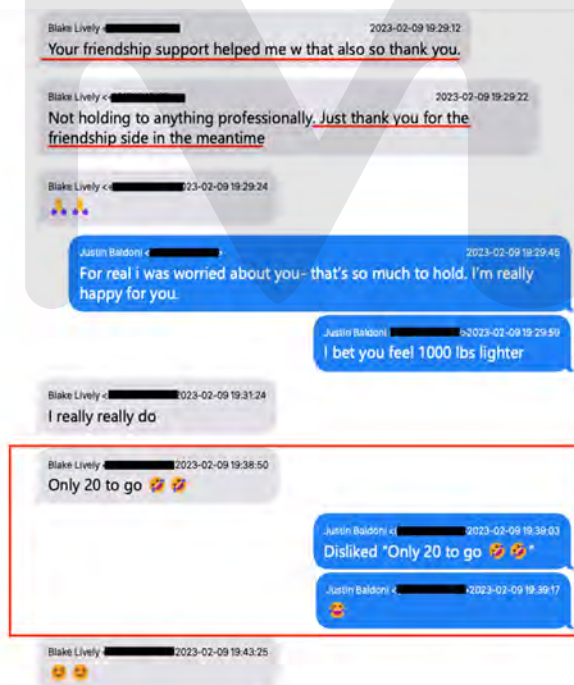 Blake Lively < 2023-02-09 19:29:12
Your friendship support helped me w that also so thank you.
Blake Lively < 2023-02-09 19:29:22
Not holding to anything professionally. Just thank you for the
friendship side in the meantime
Blake Lively < 023-02-09 19:29:24
🙏🙏
Justin Baldoni < 2023-02-09 19:29:45
For real i was worried about you- that's so much to hold. I'm really
happy for you.
Justin Baldoni >2023-02-09 19:29:59
I bet you feel 1000 lbs lighter
Blake Lively < 2023-02-09 19:31:24
I really really do
Blake Lively < 2023-02-09 19:38:50
Only 20 to go 🤣 🤣
Justin Baldoni < 2023-02-09 19:39:03
Disliked "Only 20 to go 🤣 🤣"
Justin Baldoni < 2023-02-09 19:39:17
😂
Blake Lively < 2023-02-09 19:43:25